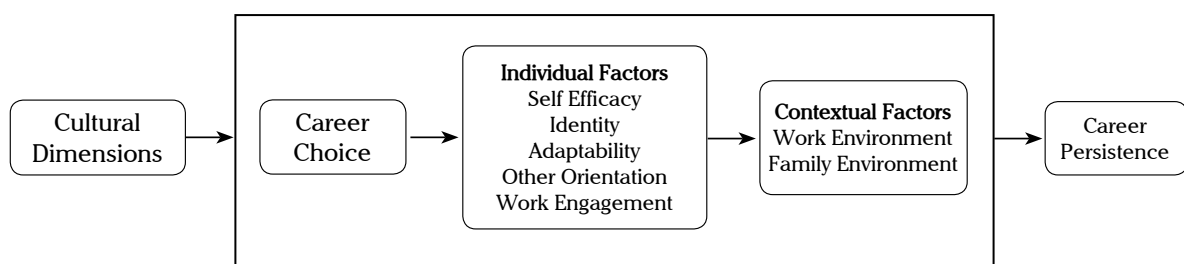 Cultural
Dimensions
Career
Choice
Individual Factors
Self Efficacy
Identity
Adaptability
Other Orientation
Work Engagement
Contextual Factors
Work Environment
Family Environment
Career
Persistence